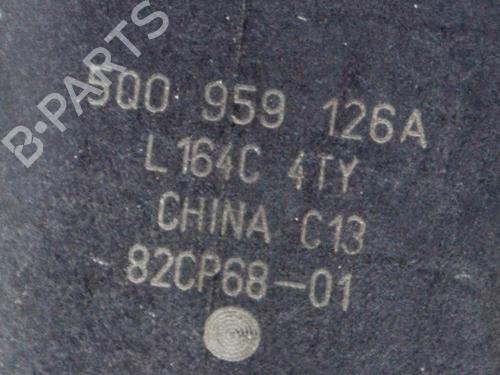 B-PARTS
5Q0 959 126A
L164C 4TY
CHINA C13
82CP68-01